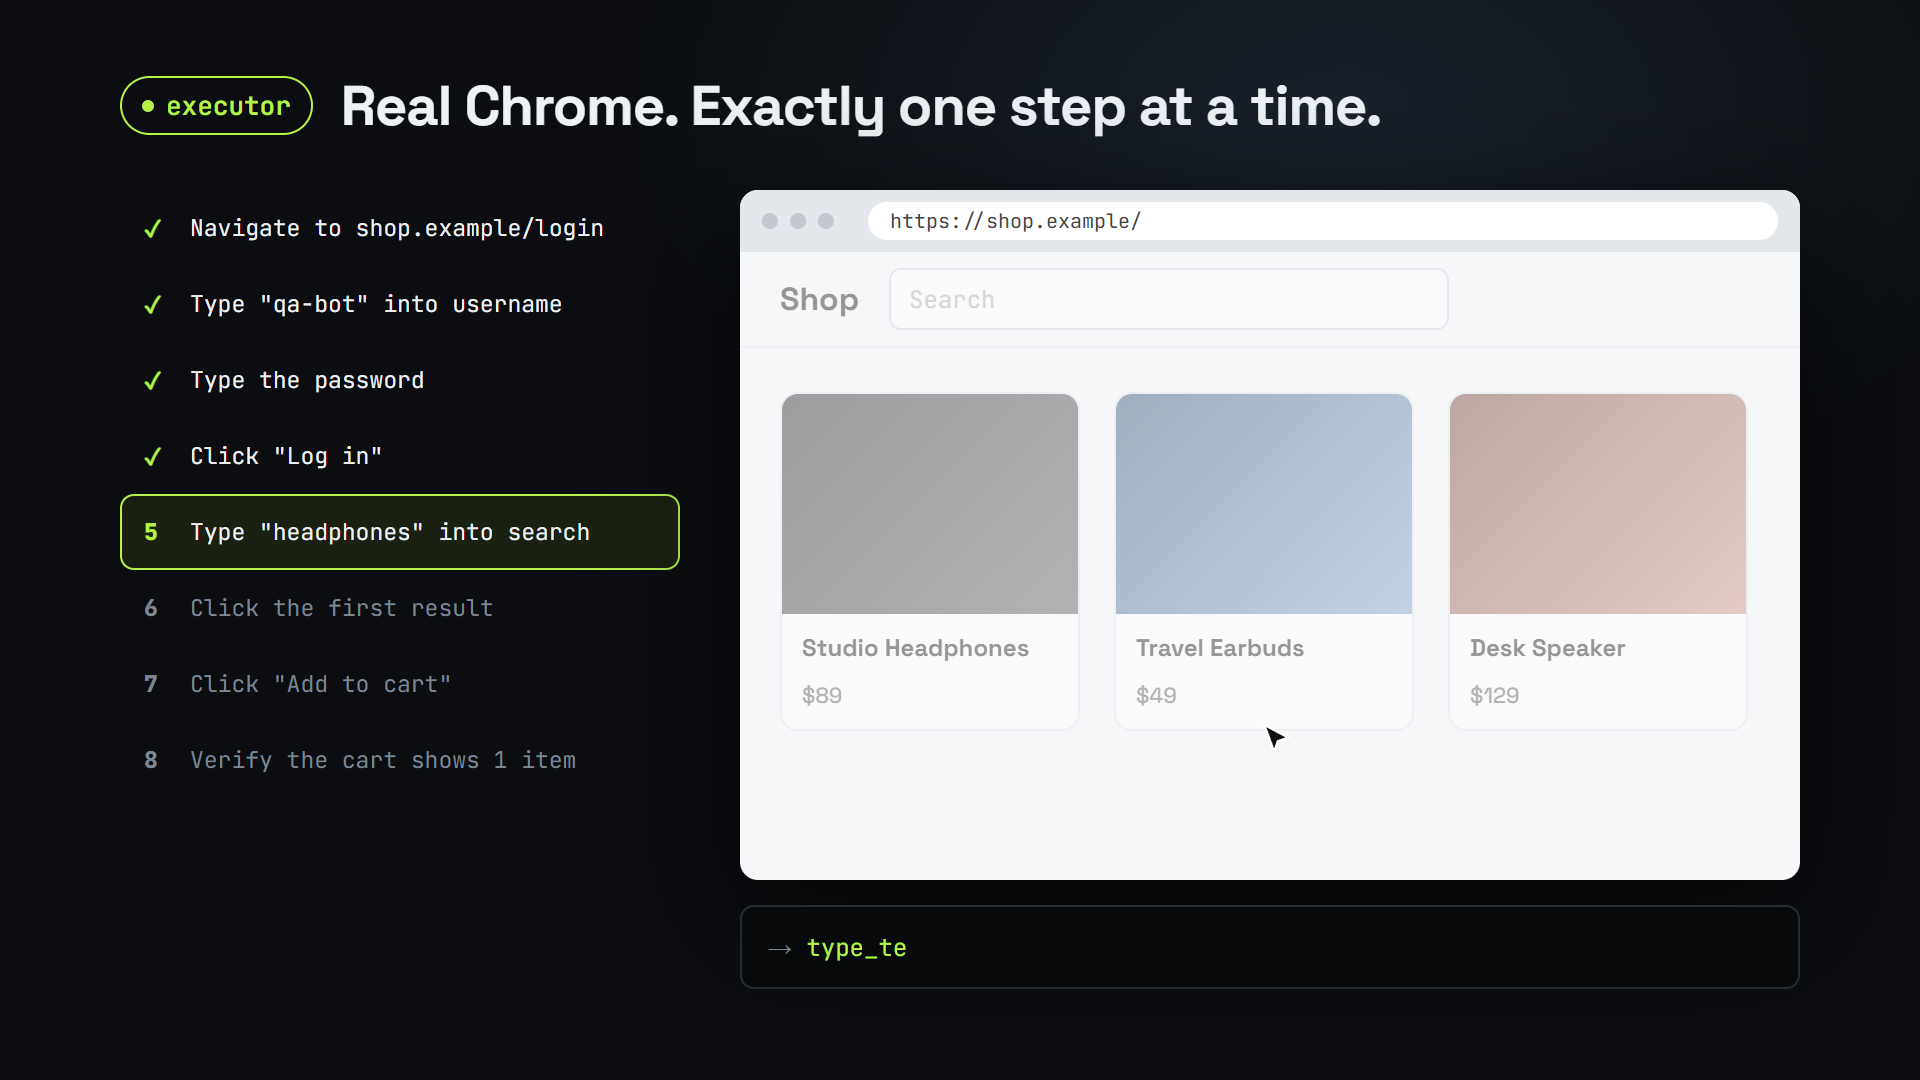 executor
Real Chrome. Exactly one step at a time.
✓ Navigate to shop.example/login
✓ Type "qa-bot" into username
✓ Type the password
✓ Click "Log in"
5 Type "headphones" into search
6 Click the first result
7 Click "Add to cart"
8 Verify the cart shows 1 item
https://shop.example/
Shop
Search
Studio Headphones
$89
Travel Earbuds
$49
Desk Speaker
$129
→ type_te